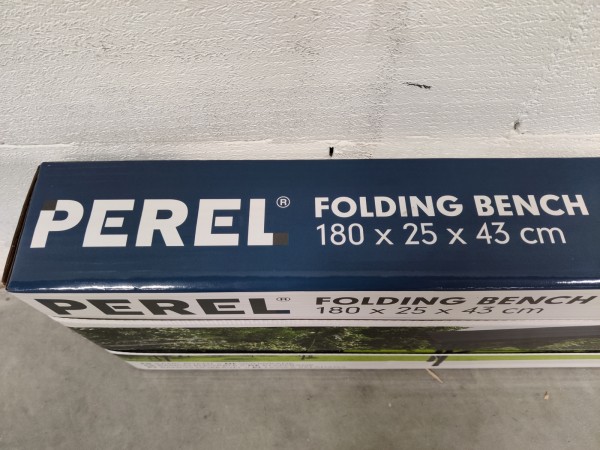 PEREL®
FOLDING BENCH
180 x 25 x 43 cm
PEREL®
FOLDING BENCH
180 x 25 x 43 cm